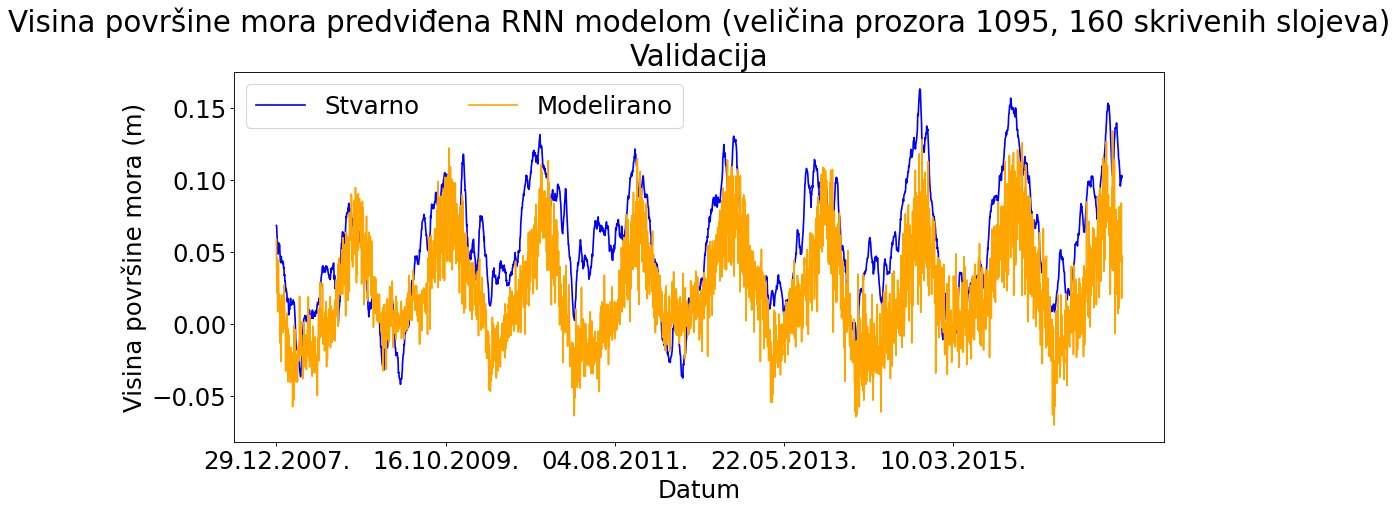 Visina površine mora predviđena RNN modelom (veličina prozora 1095, 160 skrivenih slojeva)
Validacija
Stvarno
Modelirano
Visina površine mora (m)
0.15
0.10
0.05
0.00
−0.05
29.12.2007.
16.10.2009.
04.08.2011.
22.05.2013.
10.03.2015.
Datum